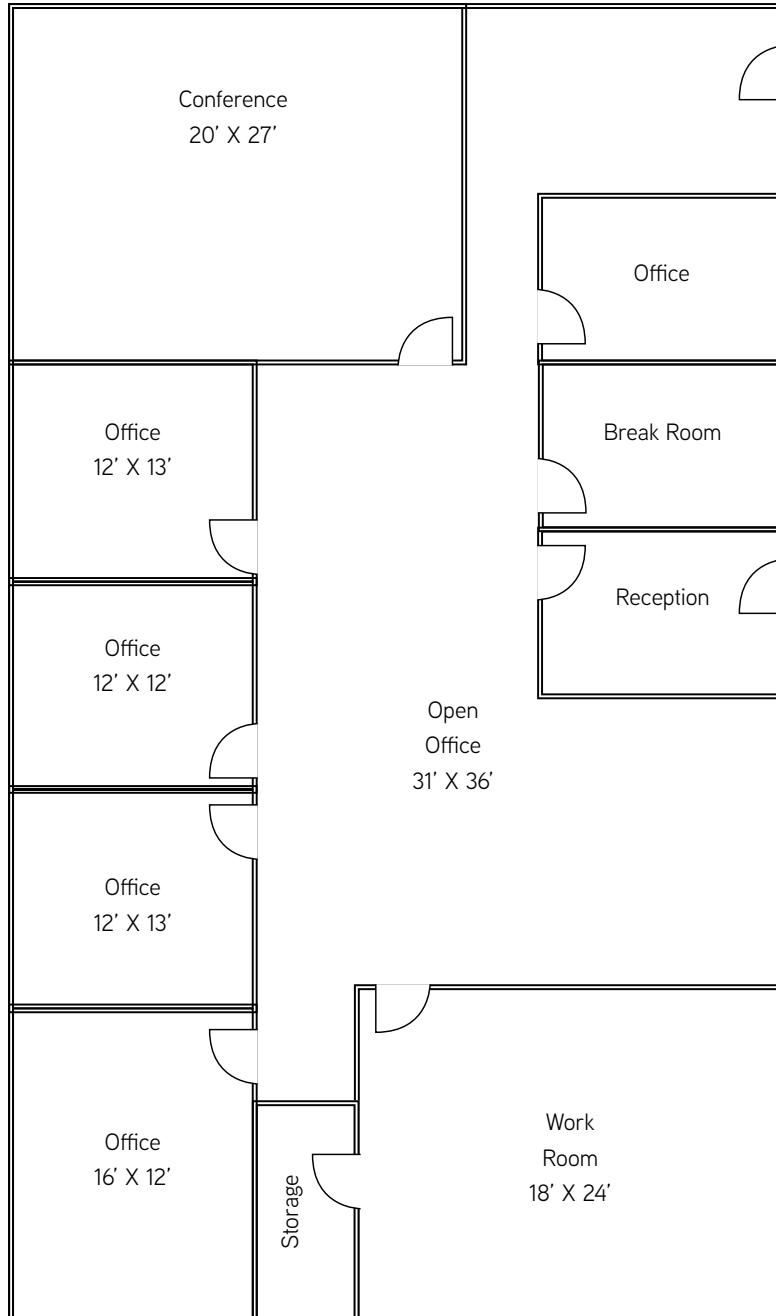 Conference
20’ X 27’
Office
Office
12’ X 13’
Break Room
Reception
Office
12’ X 12’
Open
Office
31’ X 36’
Office
12’ X 13’
Office
16’ X 12’
Storage
Work
Room
18’ X 24’